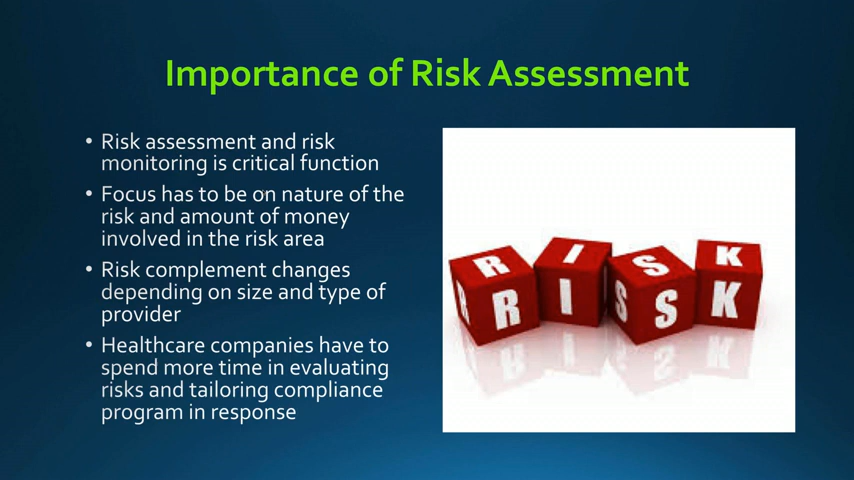 Importance of Risk Assessment
• Risk assessment and risk
monitoring is critical function
• Focus has to be on nature of the
risk and amount of money
involved in the risk area
• Risk complement changes
depending on size and type of
provider
• Healthcare companies have to
spend more time in evaluating
risks and tailoring compliance
program in response
R I S K
R R I S S K